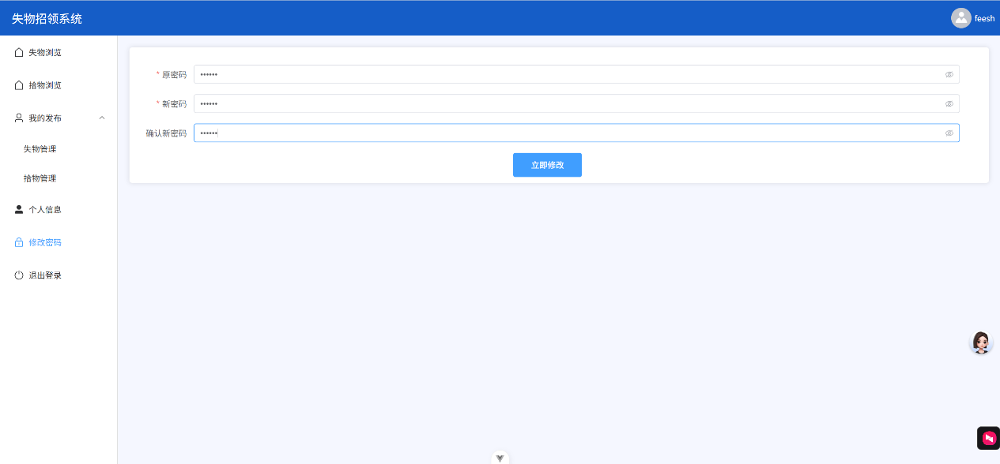 失物招领系统
feesh
失物浏览
拾物浏览
我的发布
失物管理
拾物管理
个人信息
修改密码
退出登录
* 原密码 ••••••
* 新密码 ••••••
确认新密码 ••••••
立即修改